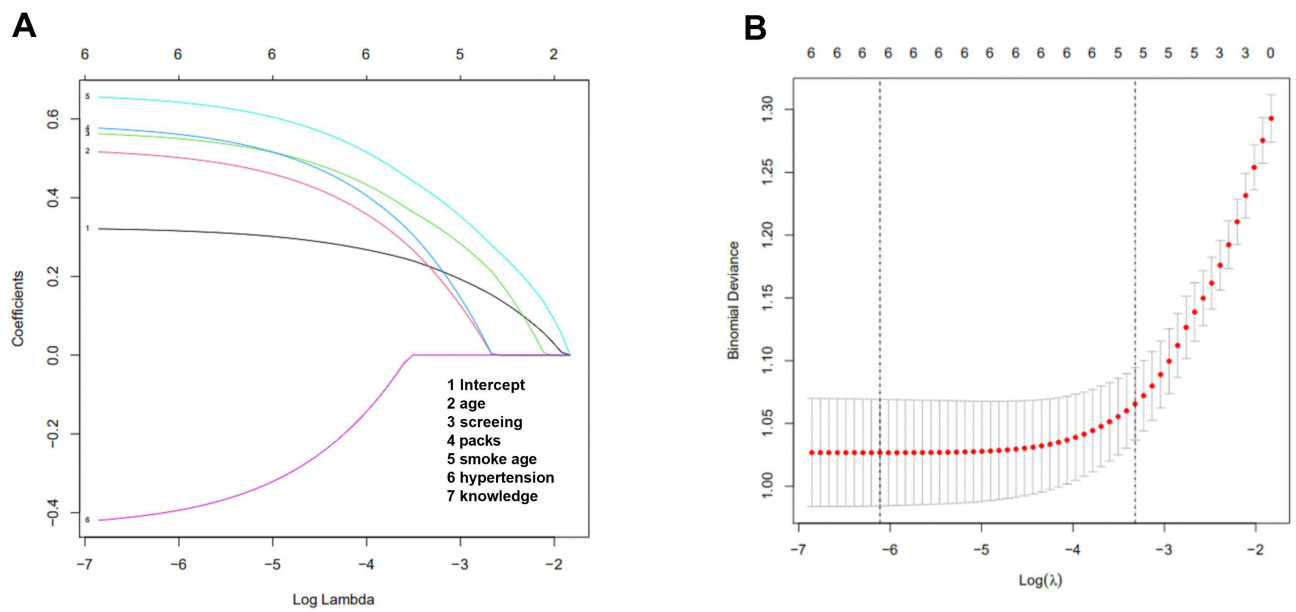 A
6 6 6 6 5 2
0.6
0.4
0.2
0.0
−0.2
−0.4
Coefficients
5
3
2
1
6
1 Intercept
2 age
3 screeing
4 packs
5 smoke age
6 hypertension
7 knowledge
−7 −6 −5 −4 −3 −2
Log Lambda
B
6 6 6 6 6 6 6 6 6 6 6 6 5 5 5 5 3 3 0
1.30
1.25
1.20
1.15
1.10
1.05
1.00
Binomial Deviance
−7 −6 −5 −4 −3 −2
Log(λ)